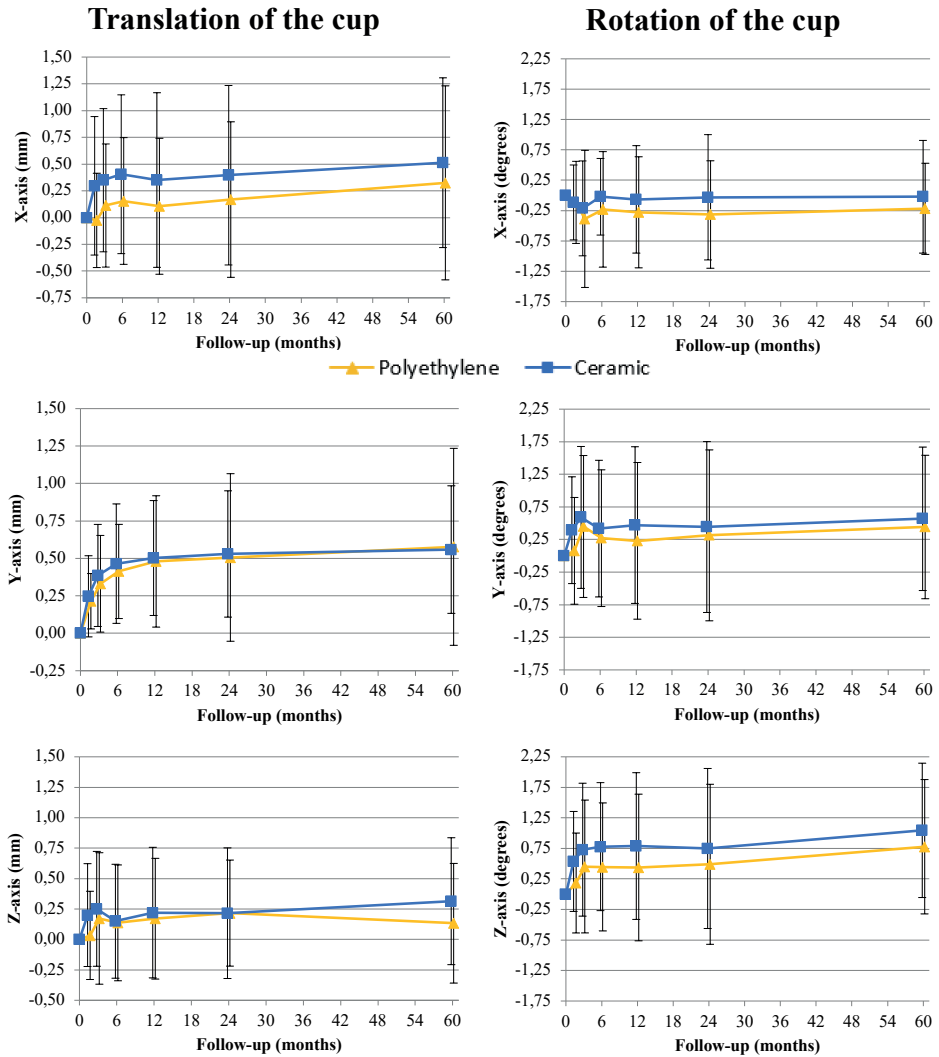 Translation of the cup
Rotation of the cup
X-axis (mm)
1,50
1,25
1,00
0,75
0,50
0,25
0,00
-0,25
-0,50
-0,75
0 6 12 18 24 30 36 42 48 54 60
Follow-up (months)
X-axis (degrees)
2,25
1,75
1,25
0,75
0,25
-0,25
-0,75
-1,25
-1,75
0 6 12 18 24 30 36 42 48 54 60
Follow-up (months)
Polyethylene Ceramic
Y-axis (mm)
1,50
1,25
1,00
0,75
0,50
0,25
0,00
-0,25
0 6 12 18 24 30 36 42 48 54 60
Follow-up (months)
Y-axis (degrees)
2,25
1,75
1,25
0,75
0,25
-0,25
-0,75
-1,25
-1,75
0 6 12 18 24 30 36 42 48 54 60
Follow-up (months)
Z-axis (mm)
1,50
1,25
1,00
0,75
0,50
0,25
0,00
-0,25
-0,50
0 6 12 18 24 30 36 42 48 54 60
Follow-up (months)
Z-axis (degrees)
2,25
1,75
1,25
0,75
0,25
-0,25
-0,75
-1,25
-1,75
0 6 12 18 24 30 36 42 48 54 60
Follow-up (months)